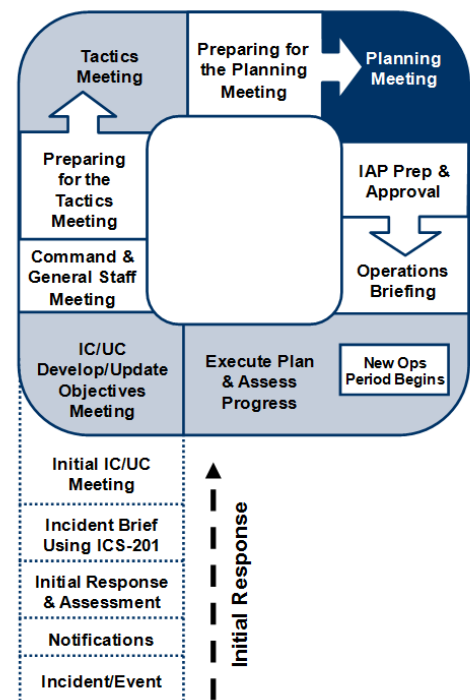 Tactics
Meeting
Preparing for
the Planning
Meeting
Planning
Meeting
Preparing
for the
Tactics
Meeting
IAP Prep &
Approval
Command &
General Staff
Meeting
Operations
Briefing
IC/UC
Develop/Update
Objectives
Meeting
Execute Plan
& Assess
Progress
New Ops
Period Begins
Initial IC/UC
Meeting
Incident Brief
Using ICS-201
Initial Response
& Assessment
Notifications
Incident/Event
Initial Response